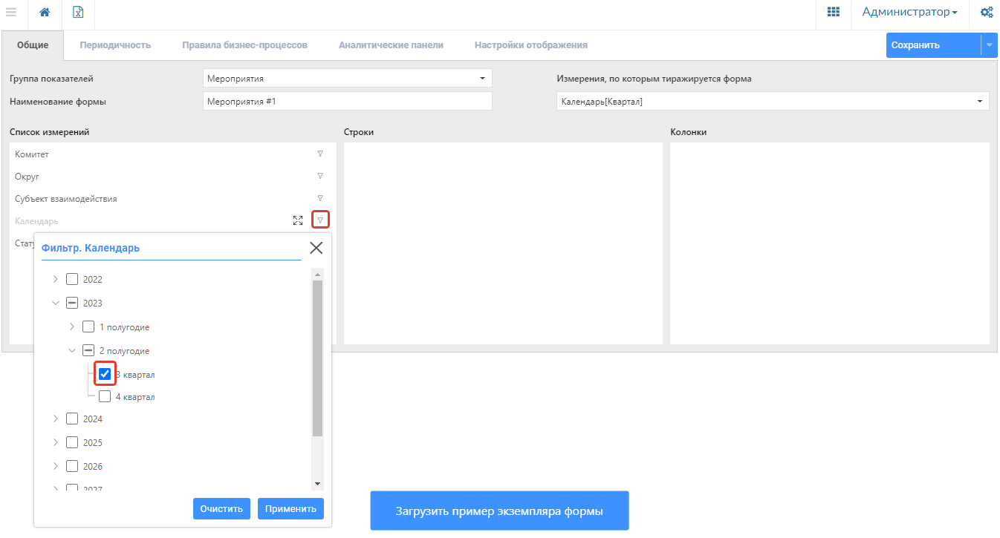 Администратор
Общие
Периодичность
Правила бизнес-процессов
Аналитические панели
Настройки отображения
Сохранить
Группа показателей
Мероприятия
Измерения, по которым тиражируется форма
Наименование формы
Мероприятия #1
Календарь[Квартал]
Список измерений
Строки
Колонки
Комитет
Округ
Субъект взаимодействия
Календарь
Фильтр. Календарь
2022
2023
1 полугодие
2 полугодие
3 квартал
4 квартал
2024
2025
2026
2027
Очистить
Применить
Загрузить пример экземпляра формы